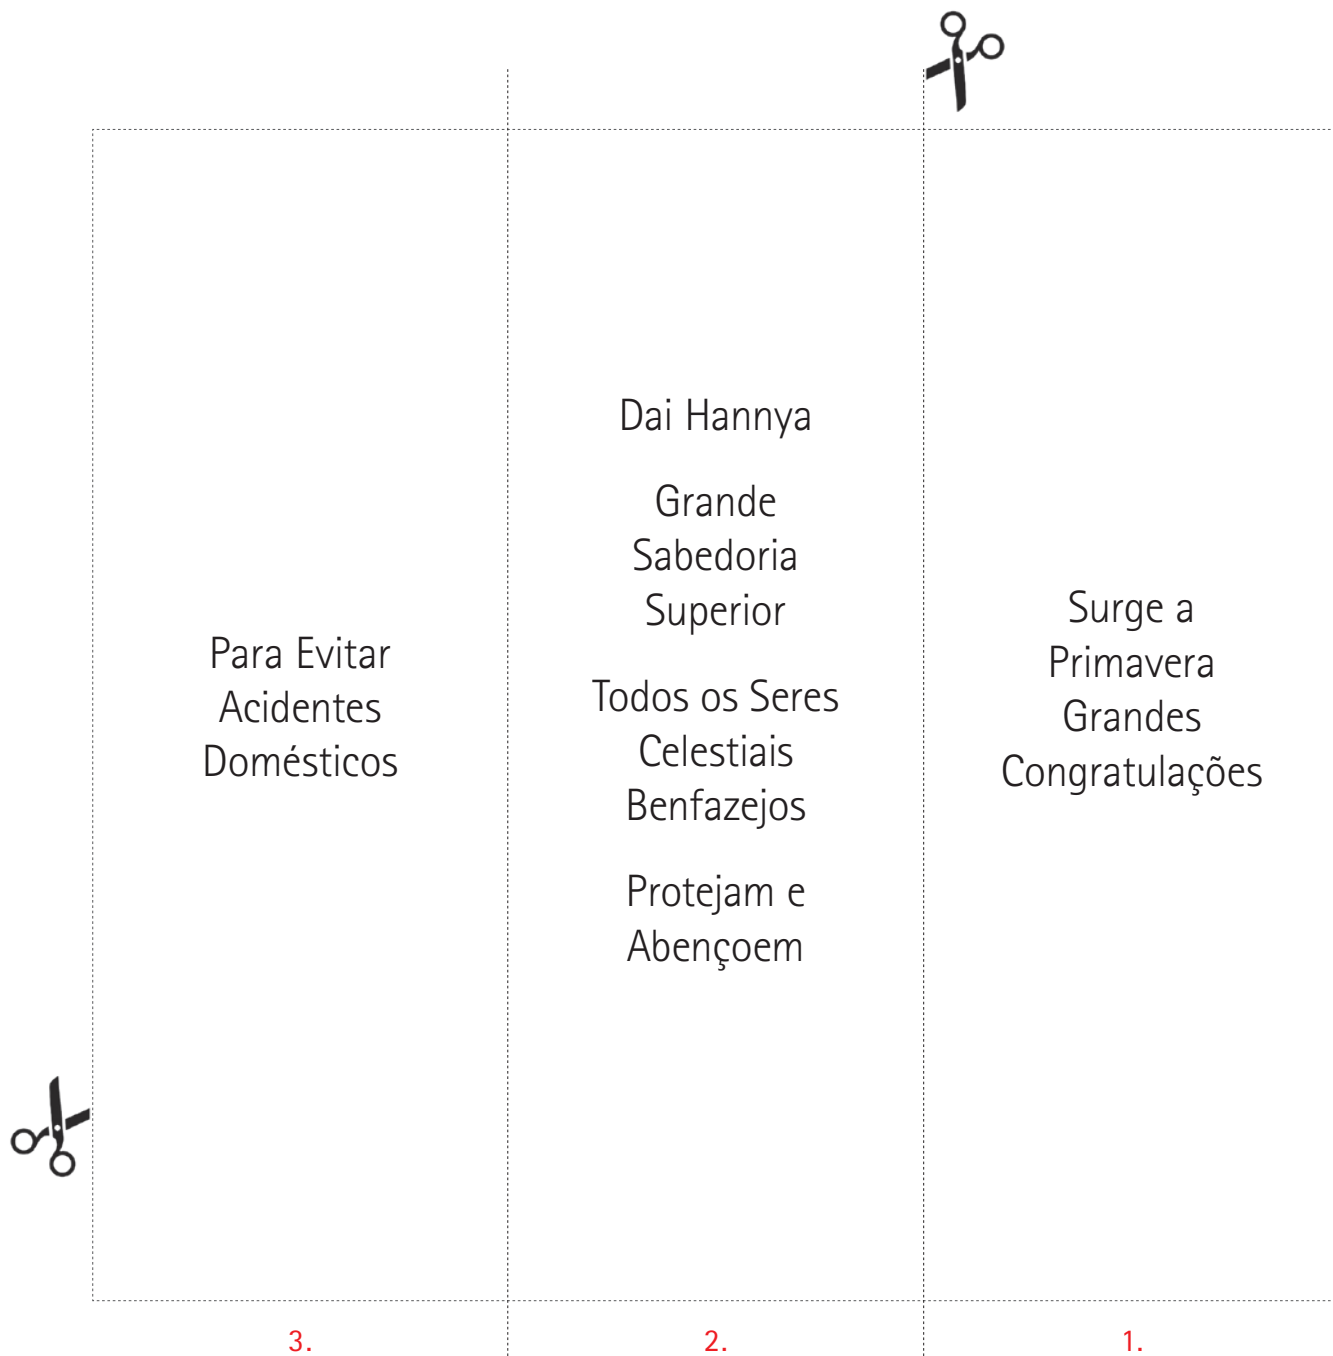 Para Evitar
Acidentes
Domésticos
3.
Dai Hannya
Grande
Sabedoria
Superior
Todos os Seres
Celestiais
Benfazejos
Protejam e
Abençoem
2.
Surge a
Primavera
Grandes
Congratulações
1.